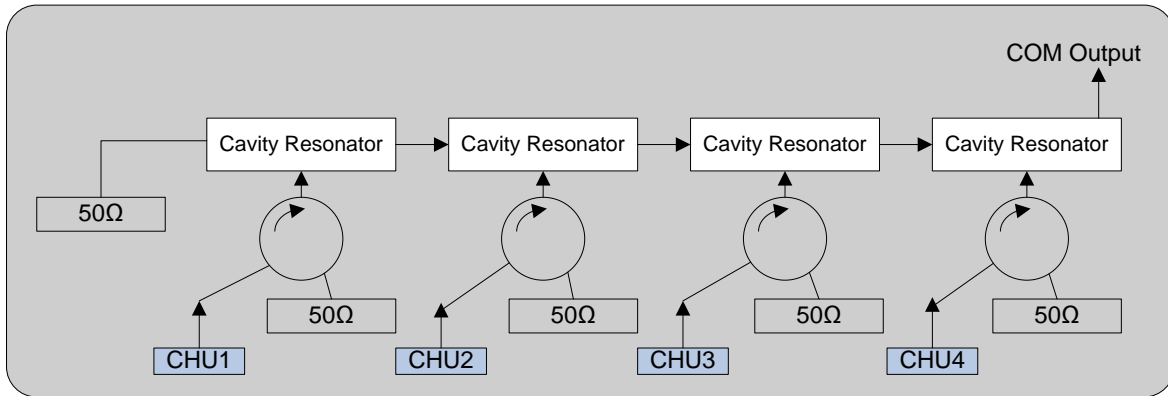 COM Output
Cavity Resonator
Cavity Resonator
Cavity Resonator
Cavity Resonator
50Ω
50Ω
50Ω
50Ω
50Ω
CHU1
CHU2
CHU3
CHU4